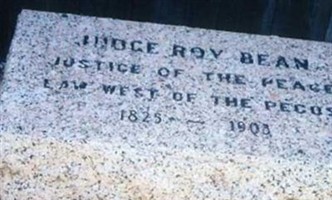 JUDGE ROY BEAN
JUSTICE OF THE PEACE
LAW WEST OF THE PECOS
1825 — 1903